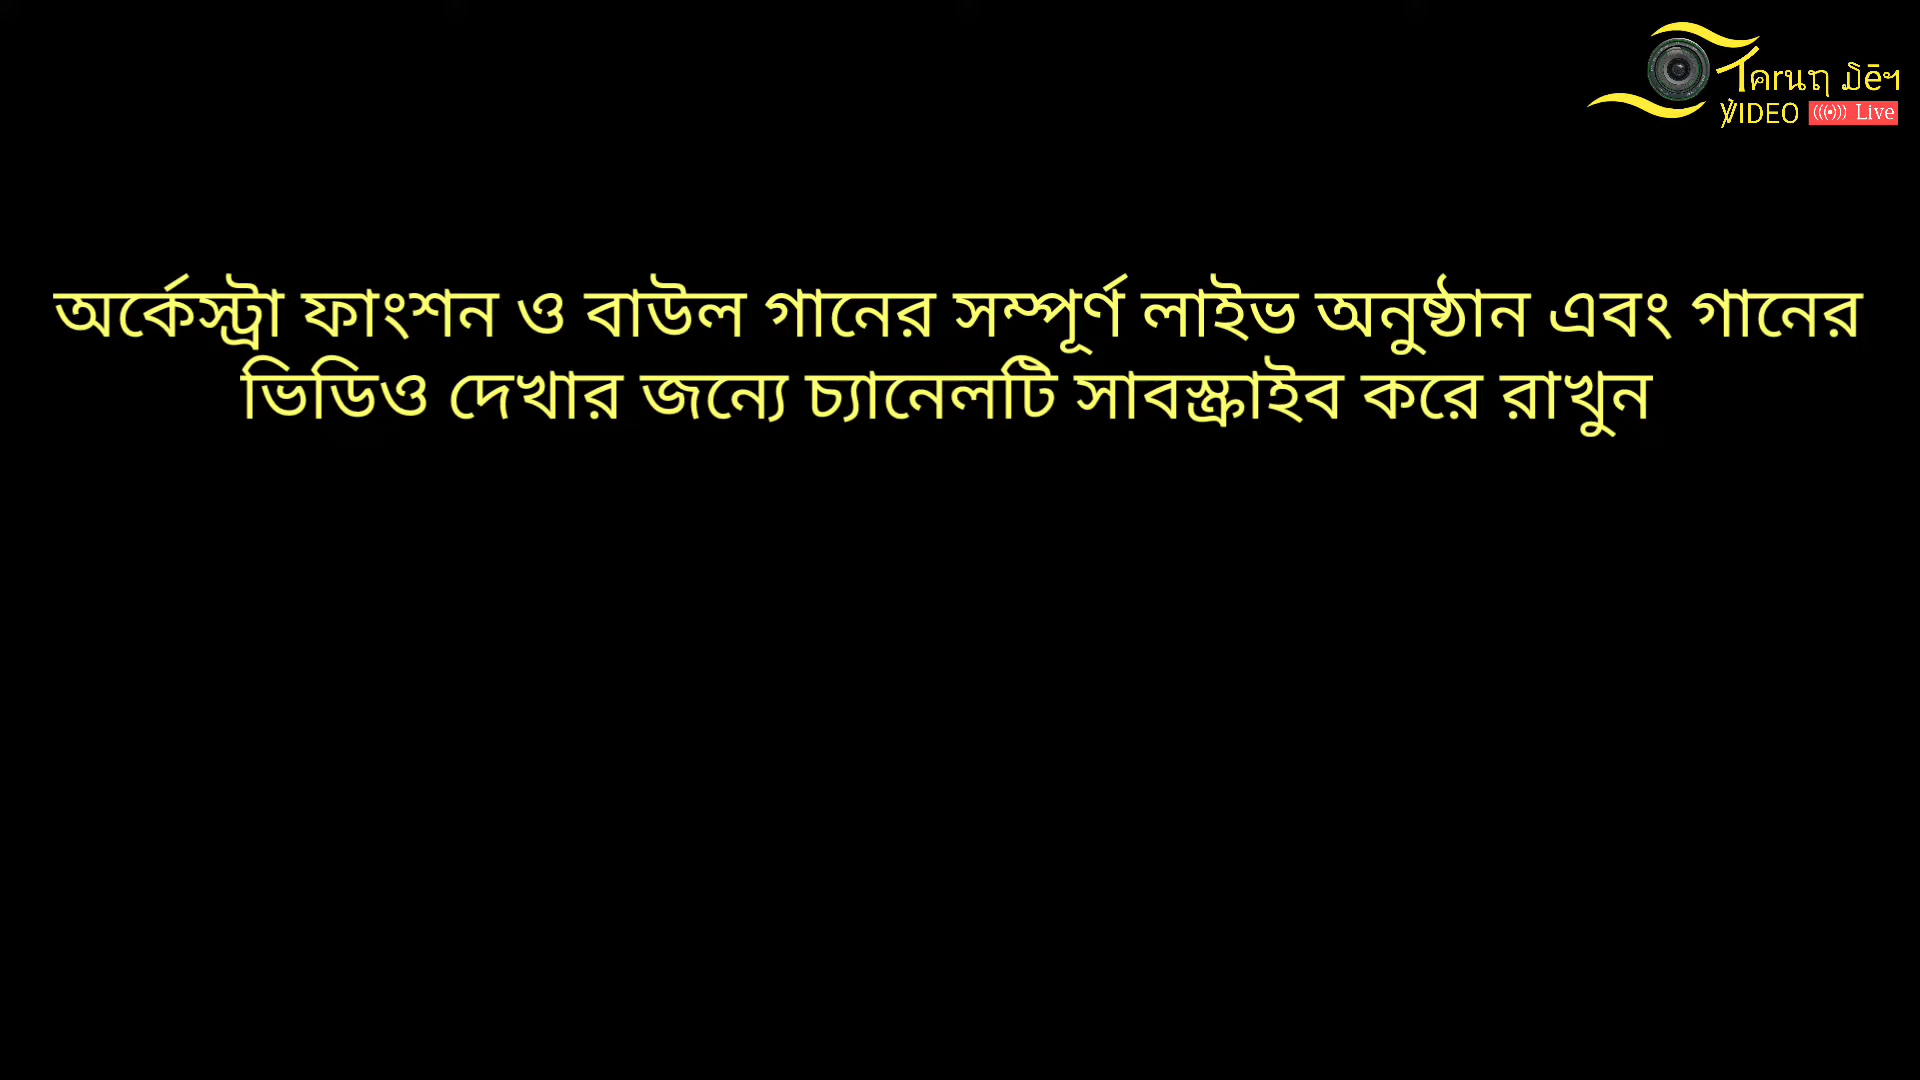 অর্কেস্ট্রা ফাংশন ও বাউল গানের সম্পূর্ণ লাইভ অনুষ্ঠান এবং গানের
ভিডিও দেখার জন্যে চ্যানেলটি সাবস্ক্রাইব করে রাখুন
VIDEO Live